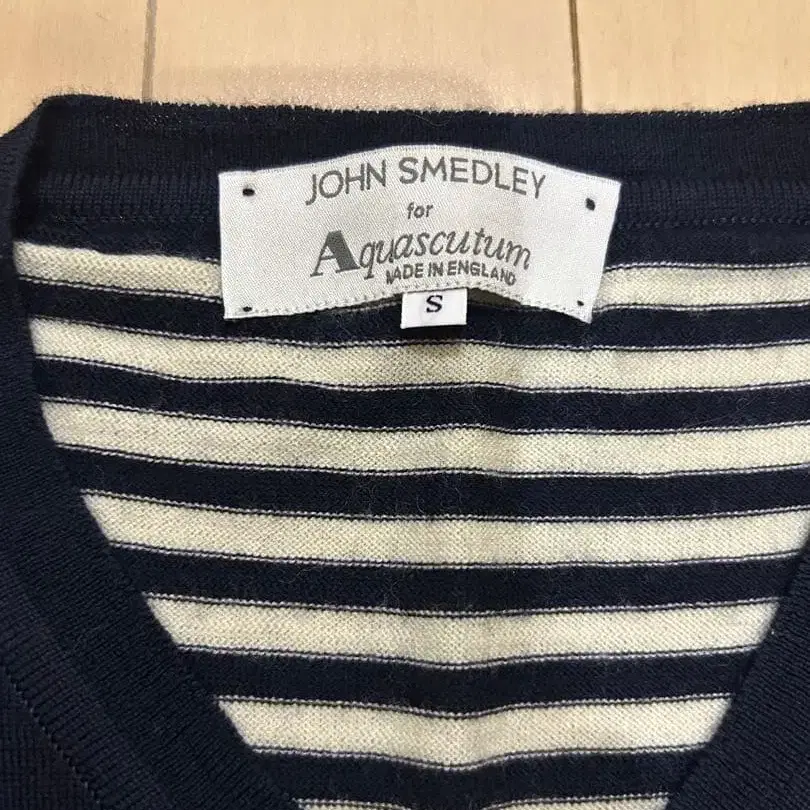 JOHN SMEDLEY
for
Aquascutum
MADE IN ENGLAND
S